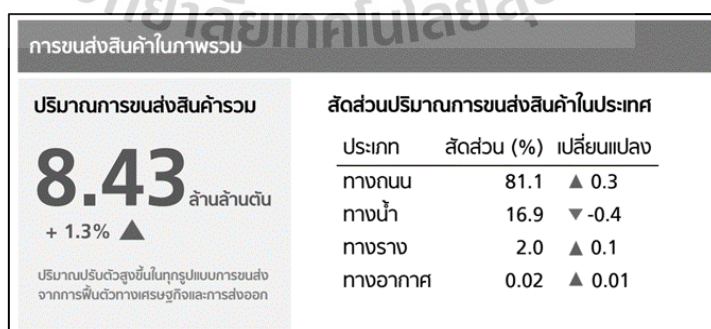 การขนส่งสินค้าในภาพรวม
ปริมาณการขนส่งสินค้ารวม
8.43 ล้านล้านตัน
+ 1.3% ▲
ปริมาณปรับตัวสูงขึ้นในทุกรูปแบบการขนส่ง
จากการฟื้นตัวทางเศรษฐกิจและการส่งออก
สัดส่วนปริมาณการขนส่งสินค้าในประเทศ
ประเภท สัดส่วน (%) เปลี่ยนแปลง
ทางถนน 81.1 ▲ 0.3
ทางน้ำ 16.9 ▼ -0.4
ทางราง 2.0 ▲ 0.1
ทางอากาศ 0.02 ▲ 0.01